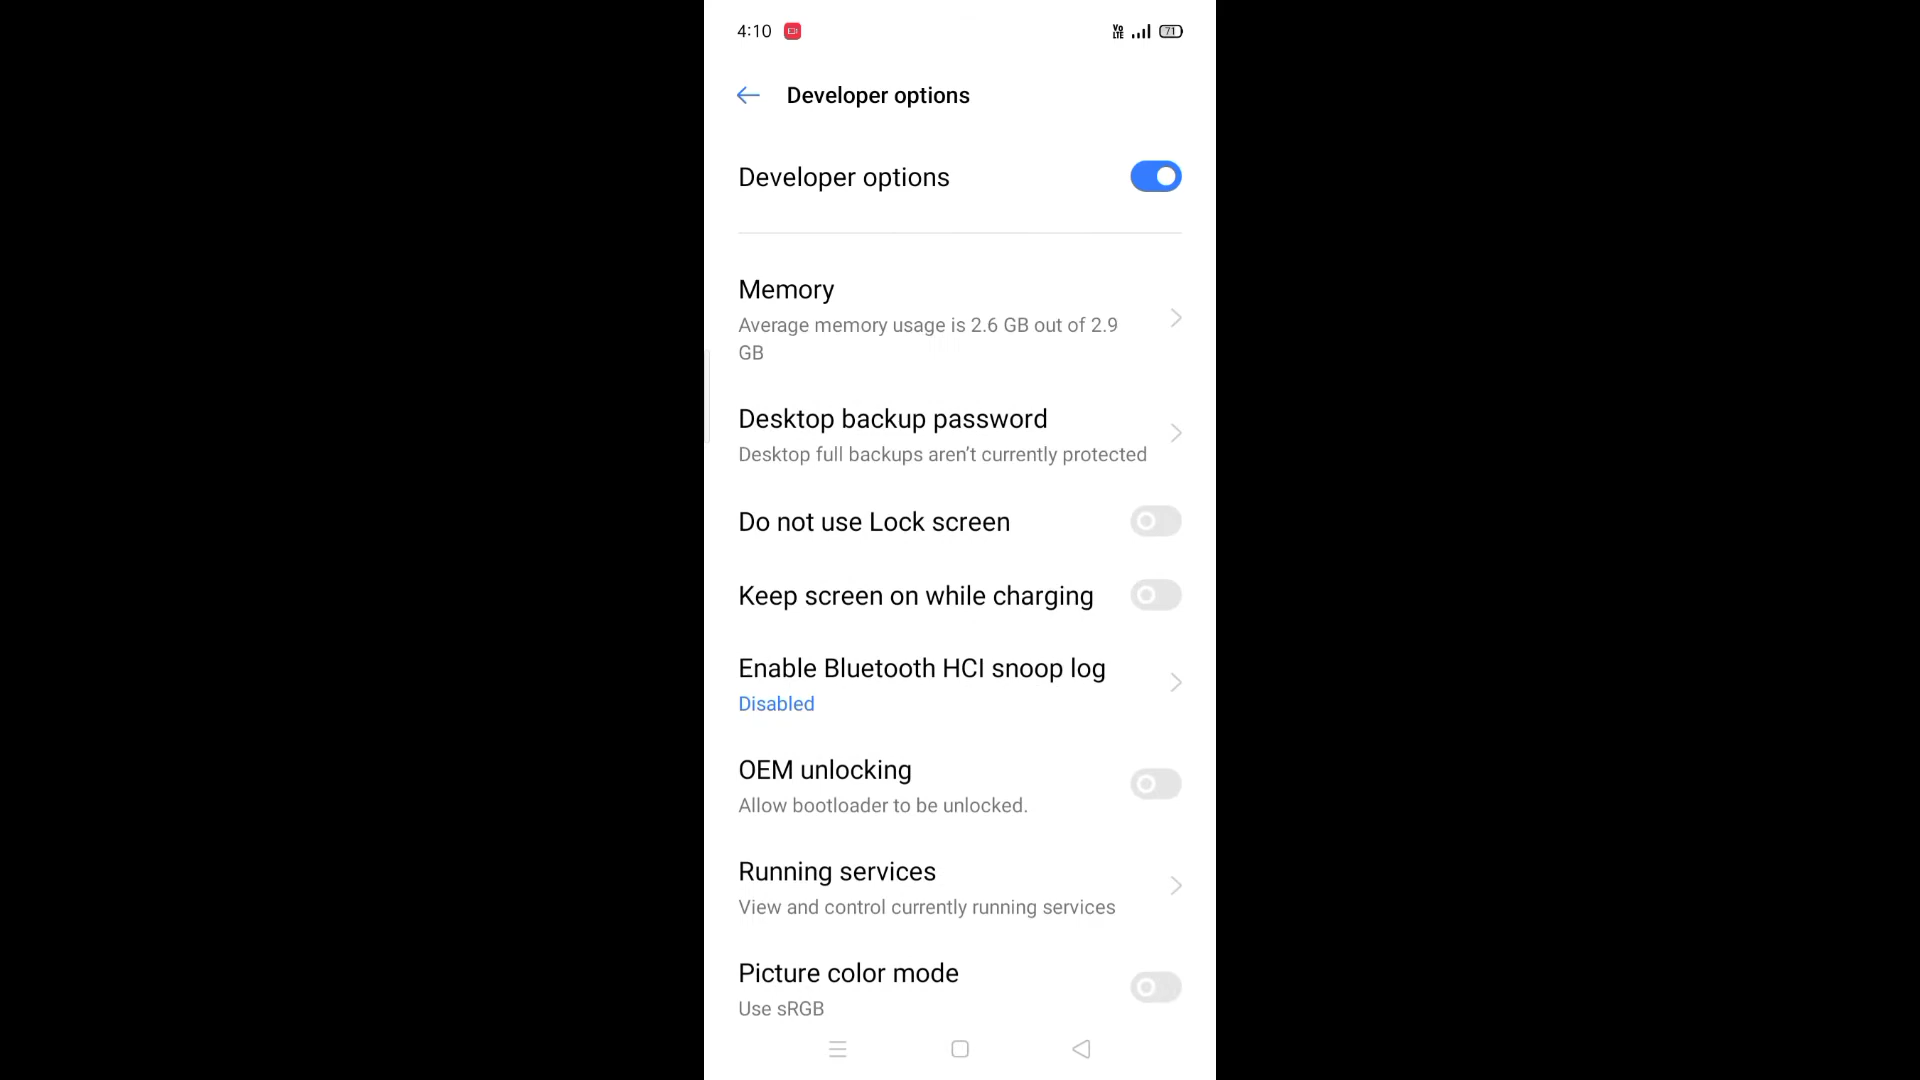 4:10
Vo
LTE
71
Developer options
Developer options
Memory
Average memory usage is 2.6 GB out of 2.9
GB
Desktop backup password
Desktop full backups aren’t currently protected
Do not use Lock screen
Keep screen on while charging
Enable Bluetooth HCI snoop log
Disabled
OEM unlocking
Allow bootloader to be unlocked.
Running services
View and control currently running services
Picture color mode
Use sRGB